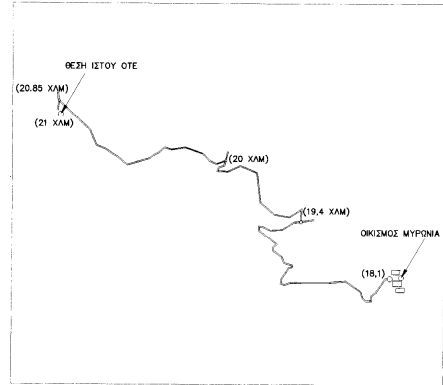 ΘΕΣΗ ΙΣΤΟΥ ΟΤΕ
(20.85 ΧΛΜ)
(21 ΧΛΜ)
(20 ΧΛΜ)
(19,4 ΧΛΜ)
ΟΙΚΙΣΜΟΣ ΜΥΡΩΝΙΑ
(18,1)